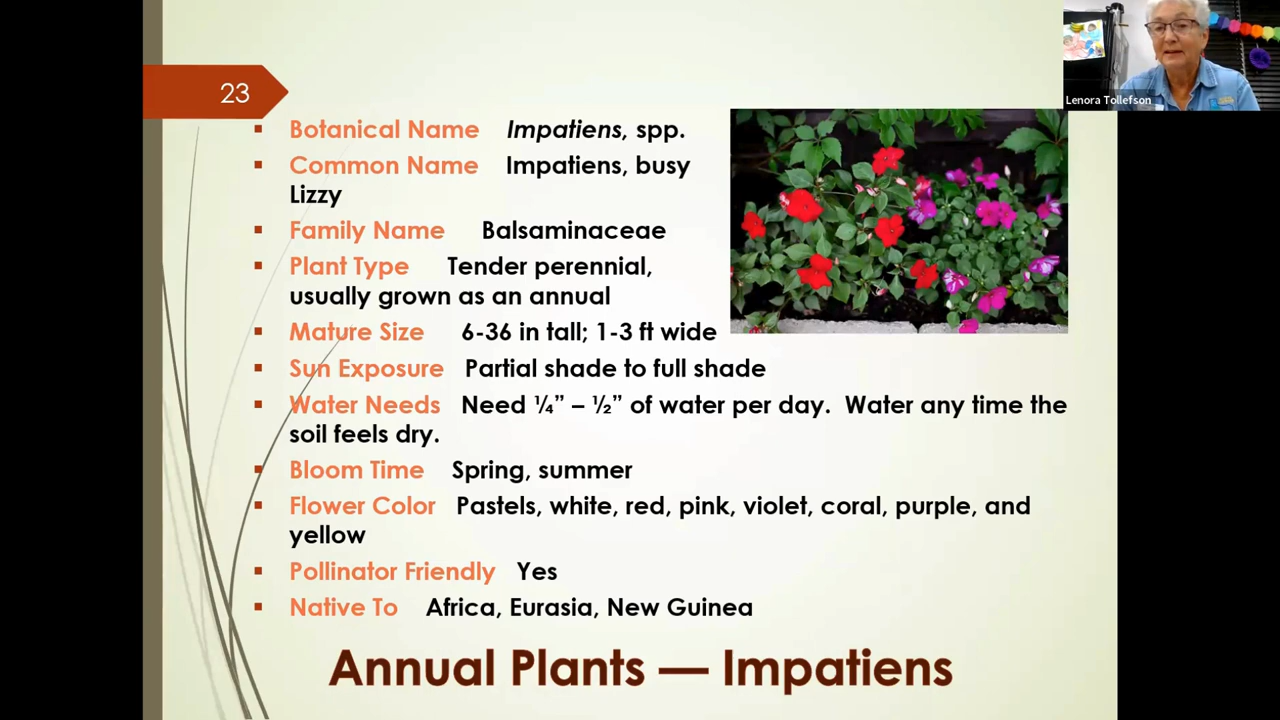 23
Lenora Tollefson
Botanical Name Impatiens, spp.
Common Name Impatiens, busy
Lizzy
Family Name Balsaminaceae
Plant Type Tender perennial,
usually grown as an annual
Mature Size 6-36 in tall; 1-3 ft wide
Sun Exposure Partial shade to full shade
Water Needs Need ¼” – ½” of water per day. Water any time the
soil feels dry.
Bloom Time Spring, summer
Flower Color Pastels, white, red, pink, violet, coral, purple, and
yellow
Pollinator Friendly Yes
Native To Africa, Eurasia, New Guinea
Annual Plants — Impatiens